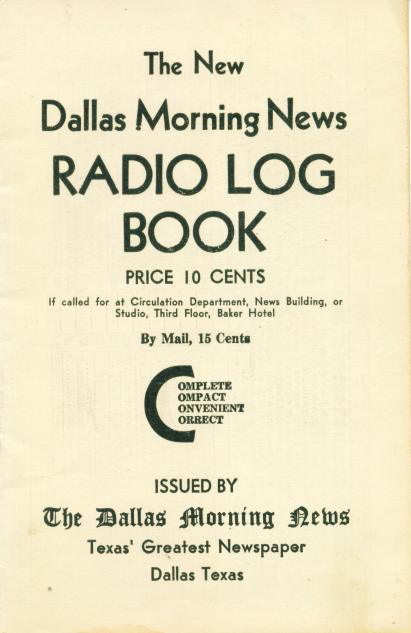 The New
Dallas Morning News
RADIO LOG
BOOK
PRICE 10 CENTS
If called for at Circulation Department, News Building, or
Studio, Third Floor, Baker Hotel
By Mail, 15 Cents
COMPLETE
OMPACT
ONVENIENT
ORRECT
ISSUED BY
The Dallas Morning News
Texas' Greatest Newspaper
Dallas Texas